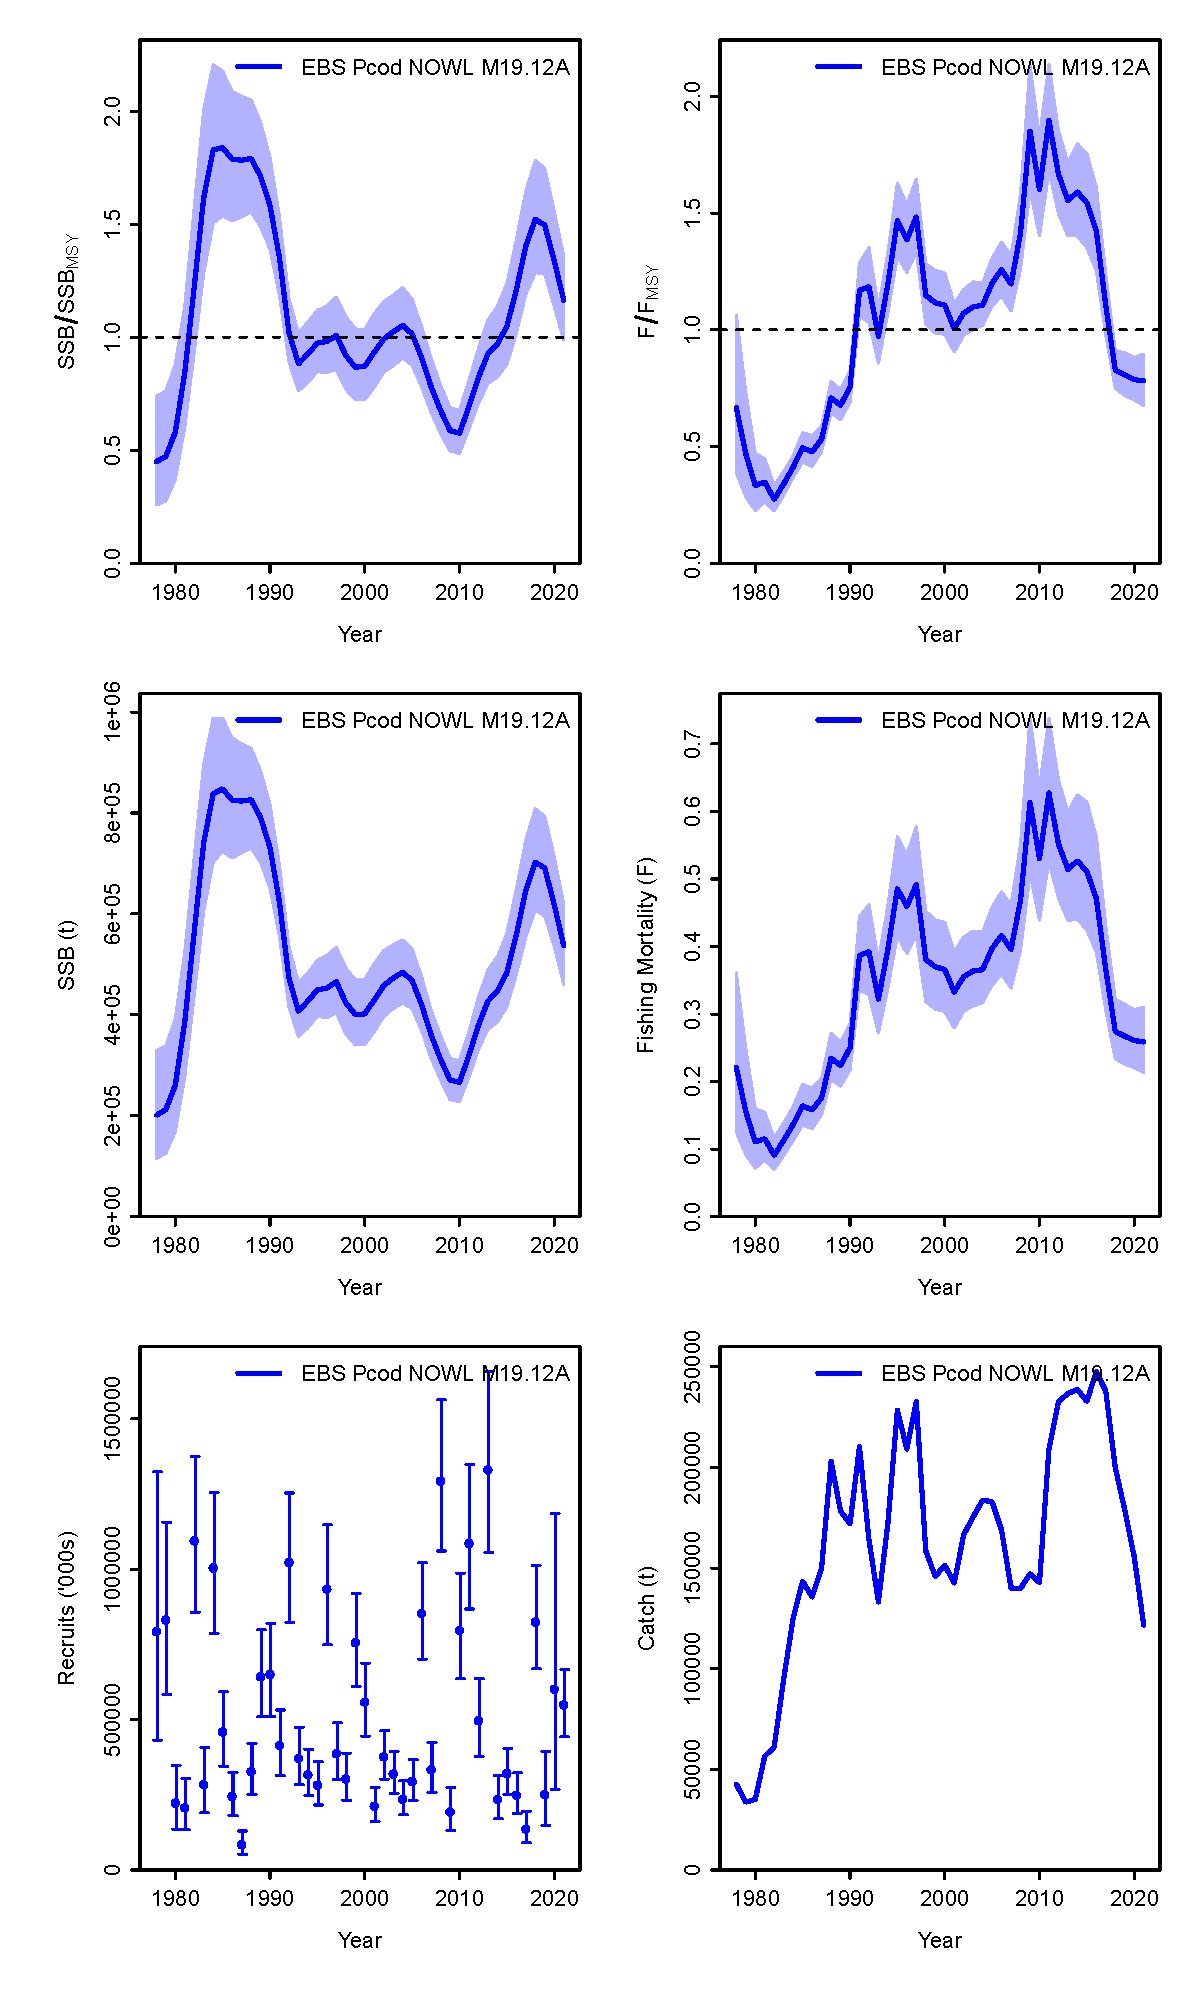 EBS Pcod NOWL M19.12A
SSB/SSBMSY
0.0 0.5 1.0 1.5 2.0
1980 1990 2000 2010 2020
Year
EBS Pcod NOWL M19.12A
F/FMSY
0.0 0.5 1.0 1.5 2.0
1980 1990 2000 2010 2020
Year
EBS Pcod NOWL M19.12A
SSB (t)
0e+00 2e+05 4e+05 6e+05 8e+05 1e+06
1980 1990 2000 2010 2020
Year
EBS Pcod NOWL M19.12A
Fishing Mortality (F)
0.0 0.1 0.2 0.3 0.4 0.5 0.6 0.7
1980 1990 2000 2010 2020
Year
EBS Pcod NOWL M19.12A
Recruits ('000s)
0 500000 1000000 1500000
1980 1990 2000 2010 2020
Year
EBS Pcod NOWL M19.12A
Catch (t)
0 50000 100000 150000 200000 250000
1980 1990 2000 2010 2020
Year